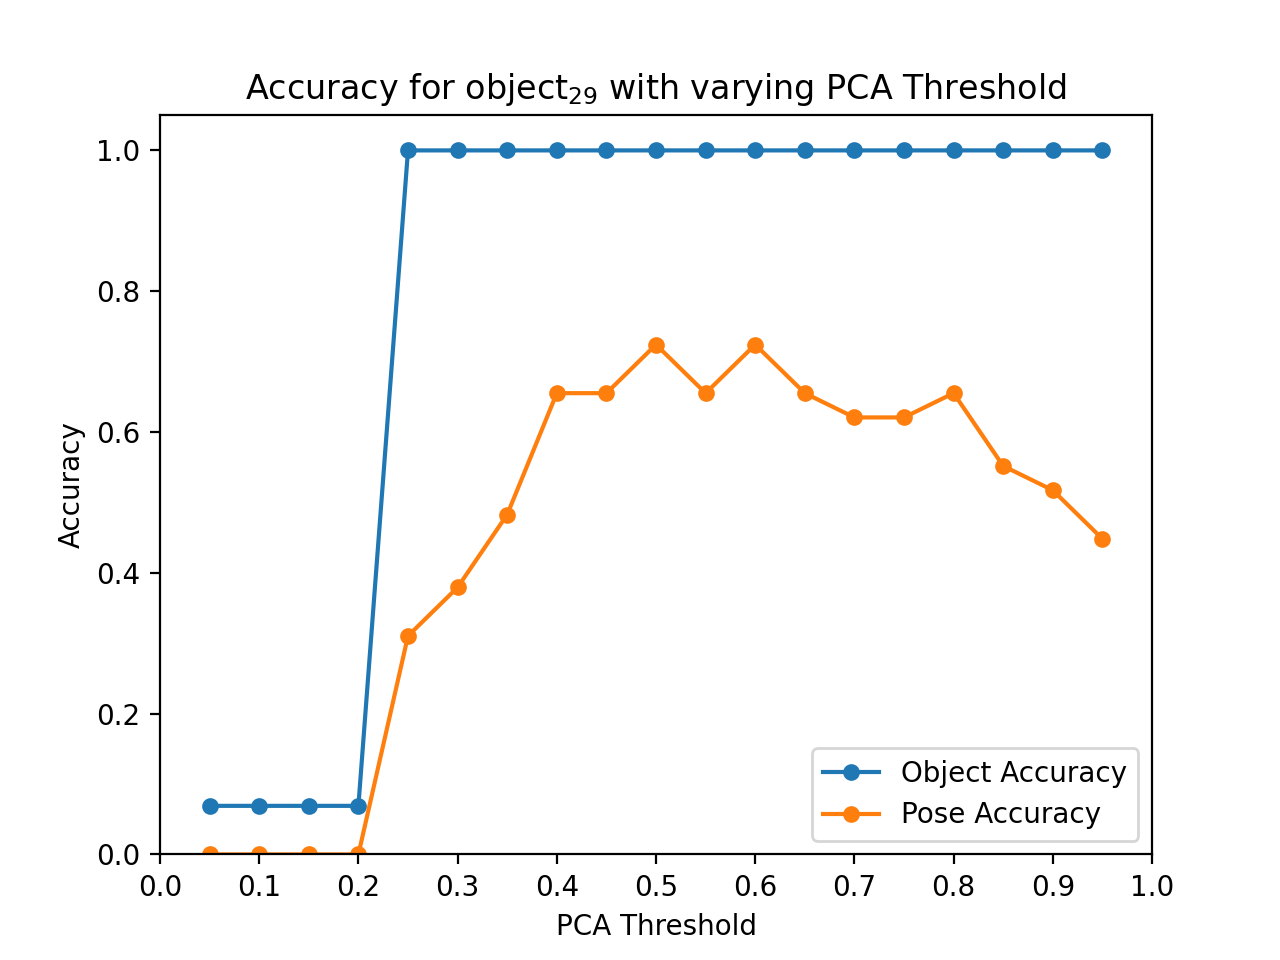 Accuracy for object₂₉ with varying PCA Threshold
1.0
0.8
0.6
0.4
0.2
0.0
Accuracy
Object Accuracy
Pose Accuracy
0.0 0.1 0.2 0.3 0.4 0.5 0.6 0.7 0.8 0.9 1.0
PCA Threshold